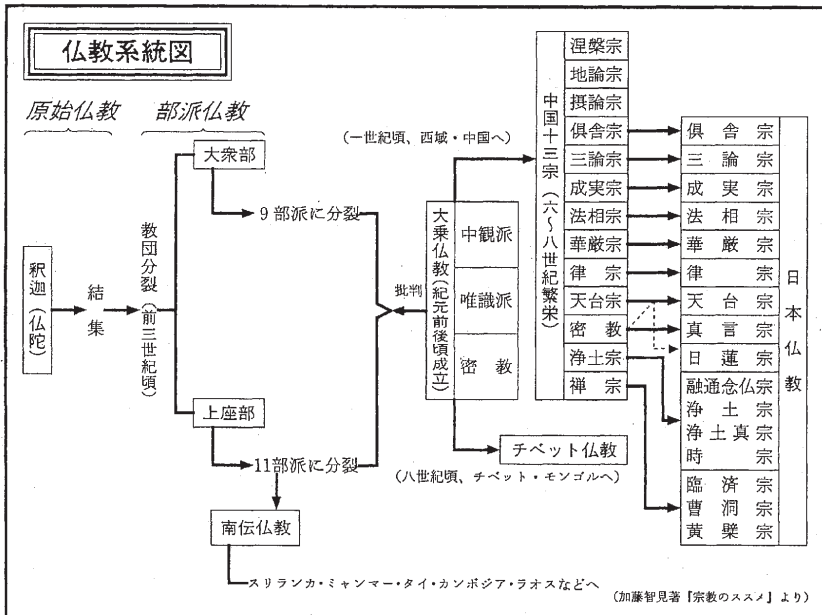 仏教系統図
原始仏教
部派仏教
釈迦（仏陀）
結集
教団分裂（前三世紀頃）
大衆部
9部派に分裂
上座部
11部派に分裂
南伝仏教
スリランカ・ミャンマー・タイ・カンボジア・ラオスなどへ
批判
大乗仏教（紀元前後頃成立）
中観派
唯識派
密教
（一世紀頃、西域・中国へ）
チベット仏教
（八世紀頃、チベット・モンゴルへ）
中国十三宗（六〜八世紀繁栄）
涅槃宗
地論宗
摂論宗
倶舎宗
三論宗
成実宗
法相宗
華厳宗
律宗
天台宗
密教
浄土宗
禅宗
倶舎宗
三論宗
成実宗
法相宗
華厳宗
律宗
天台宗
真言宗
日蓮宗
融通念仏宗
浄土宗
浄土真宗
時宗
臨済宗
曹洞宗
黄檗宗
日本仏教
（加藤智見著『宗教のススメ』より）